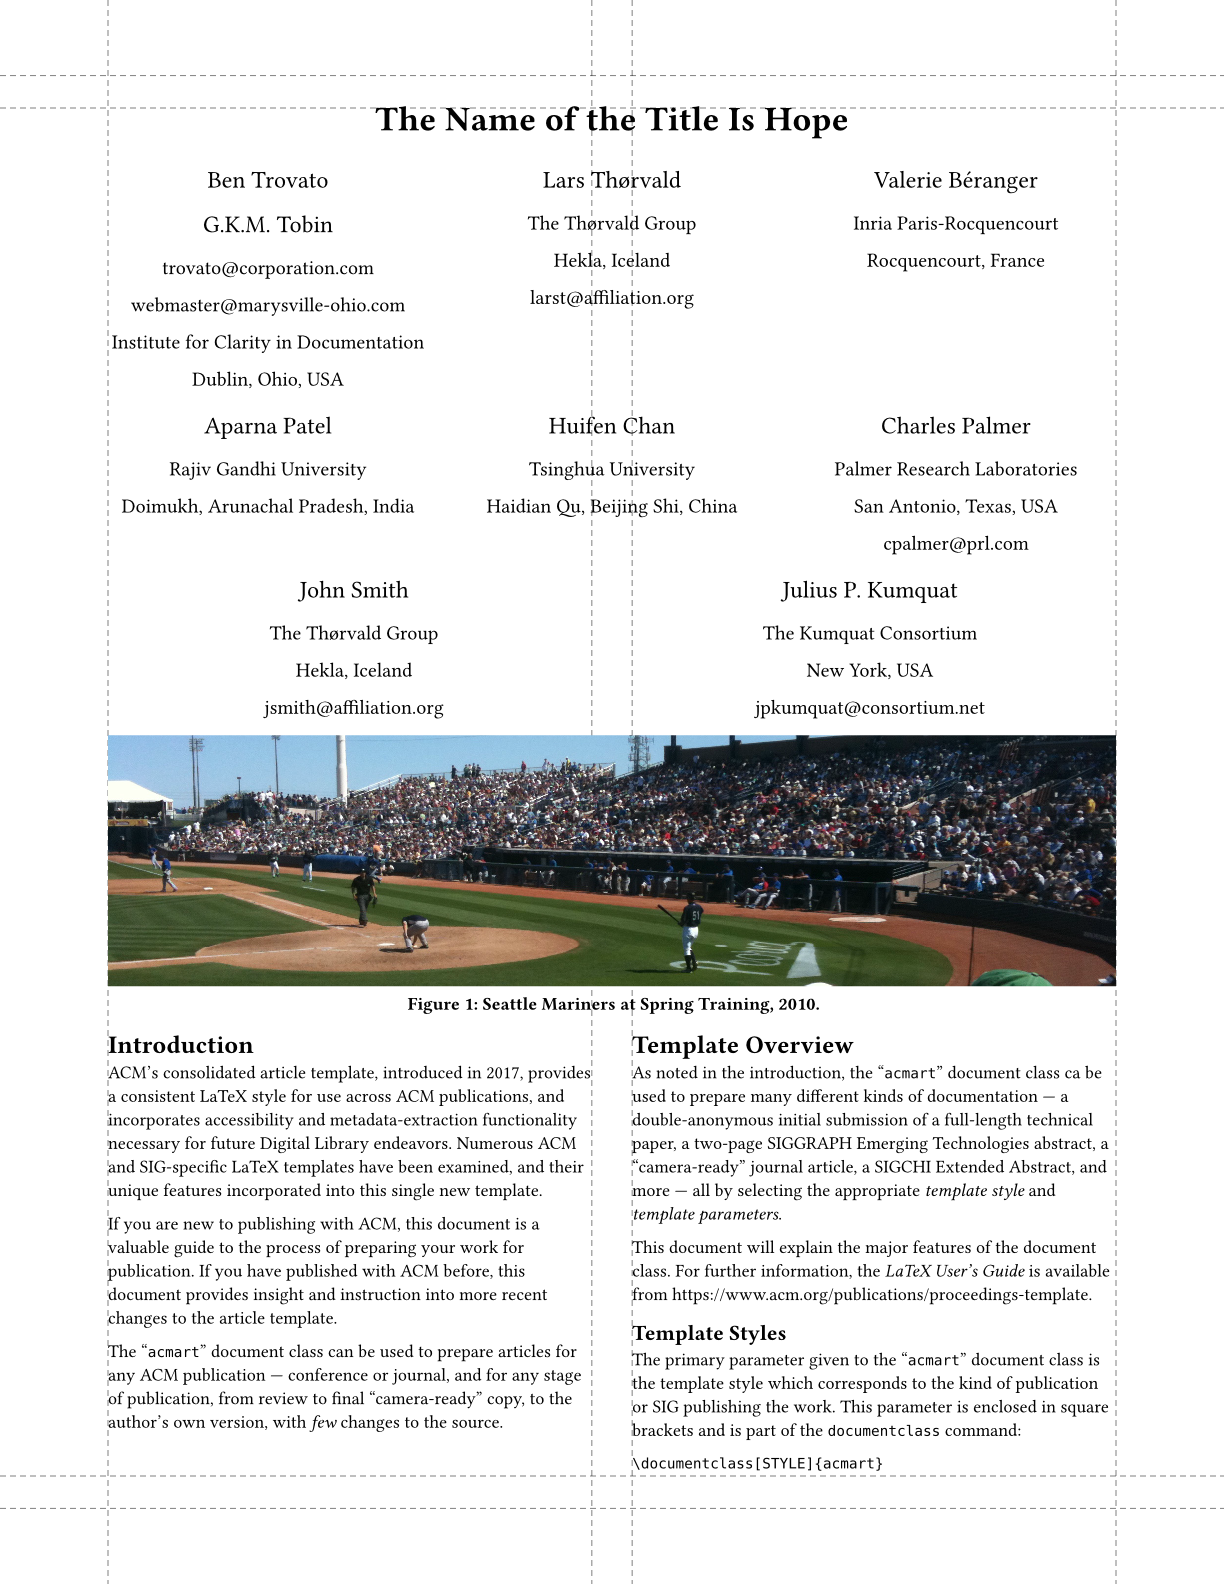 The Name of the Title Is Hope
Ben Trovato
G.K.M. Tobin
trovato@corporation.com
webmaster@marysville-ohio.com
Institute for Clarity in Documentation
Dublin, Ohio, USA
Lars Thørvald
The Thørvald Group
Hekla, Iceland
larst@affiliation.org
Valerie Béranger
Inria Paris-Rocquencourt
Rocquencourt, France
Aparna Patel
Rajiv Gandhi University
Doimukh, Arunachal Pradesh, India
Huifen Chan
Tsinghua University
Haidian Qu, Beijing Shi, China
Charles Palmer
Palmer Research Laboratories
San Antonio, Texas, USA
cpalmer@prl.com
John Smith
The Thørvald Group
Hekla, Iceland
jsmith@affiliation.org
Julius P. Kumquat
The Kumquat Consortium
New York, USA
jpkumquat@consortium.net
51
Peoria
Figure 1: Seattle Mariners at Spring Training, 2010.
Introduction
ACM's consolidated article template, introduced in 2017, provides
a consistent LaTeX style for use across ACM publications, and
incorporates accessibility and metadata-extraction functionality
necessary for future Digital Library endeavors. Numerous ACM
and SIG-specific LaTeX templates have been examined, and their
unique features incorporated into this single new template.
If you are new to publishing with ACM, this document is a
valuable guide to the process of preparing your work for
publication. If you have published with ACM before, this
document provides insight and instruction into more recent
changes to the article template.
The “acmart” document class can be used to prepare articles for
any ACM publication — conference or journal, and for any stage
of publication, from review to final “camera-ready” copy, to the
author's own version, with few changes to the source.
Template Overview
As noted in the introduction, the “acmart” document class ca be
used to prepare many different kinds of documentation — a
double-anonymous initial submission of a full-length technical
paper, a two-page SIGGRAPH Emerging Technologies abstract, a
“camera-ready” journal article, a SIGCHI Extended Abstract, and
more — all by selecting the appropriate template style and
template parameters.
This document will explain the major features of the document
class. For further information, the LaTeX User's Guide is available
from https://www.acm.org/publications/proceedings-template.
Template Styles
The primary parameter given to the “acmart” document class is
the template style which corresponds to the kind of publication
or SIG publishing the work. This parameter is enclosed in square
brackets and is part of the documentclass command:
\documentclass[STYLE]{acmart}